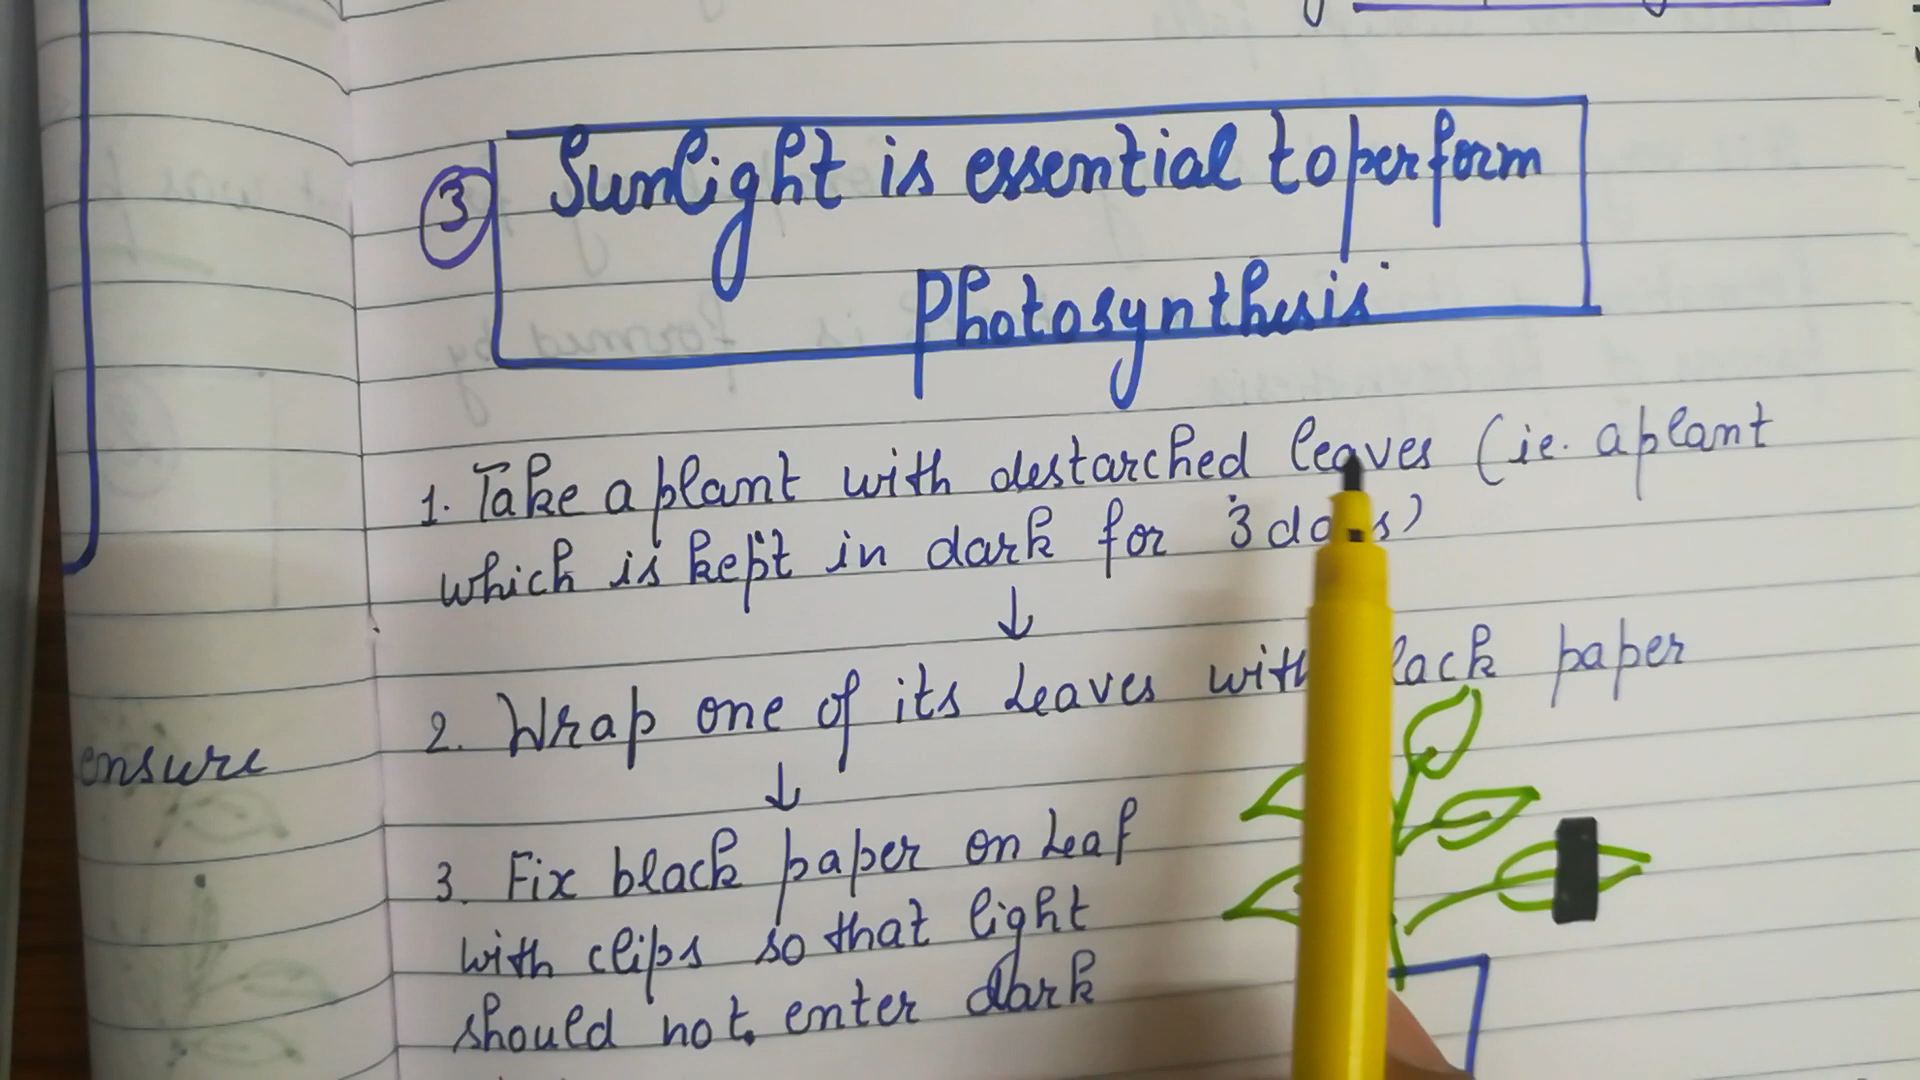 ③ Sunlight is essential to perform
Photosynthesis
1. Take a plant with destarched leaves (ie. a plant
which is kept in dark for 3 days)
↓
2. Wrap one of its leaves with black paper
↓
3. Fix black paper on leaf
with clips so that light
should not enter dark
ensure